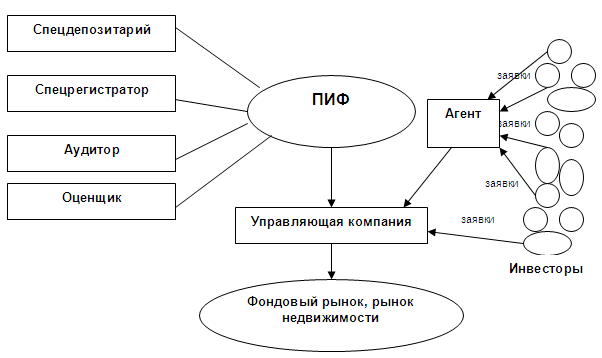 Спецдепозитарий
Спецрегистратор
Аудитор
Оценщик
ПИФ
Агент
заявки
заявки
заявки
заявки
Управляющая компания
Инвесторы
Фондовый рынок, рынок
недвижимости